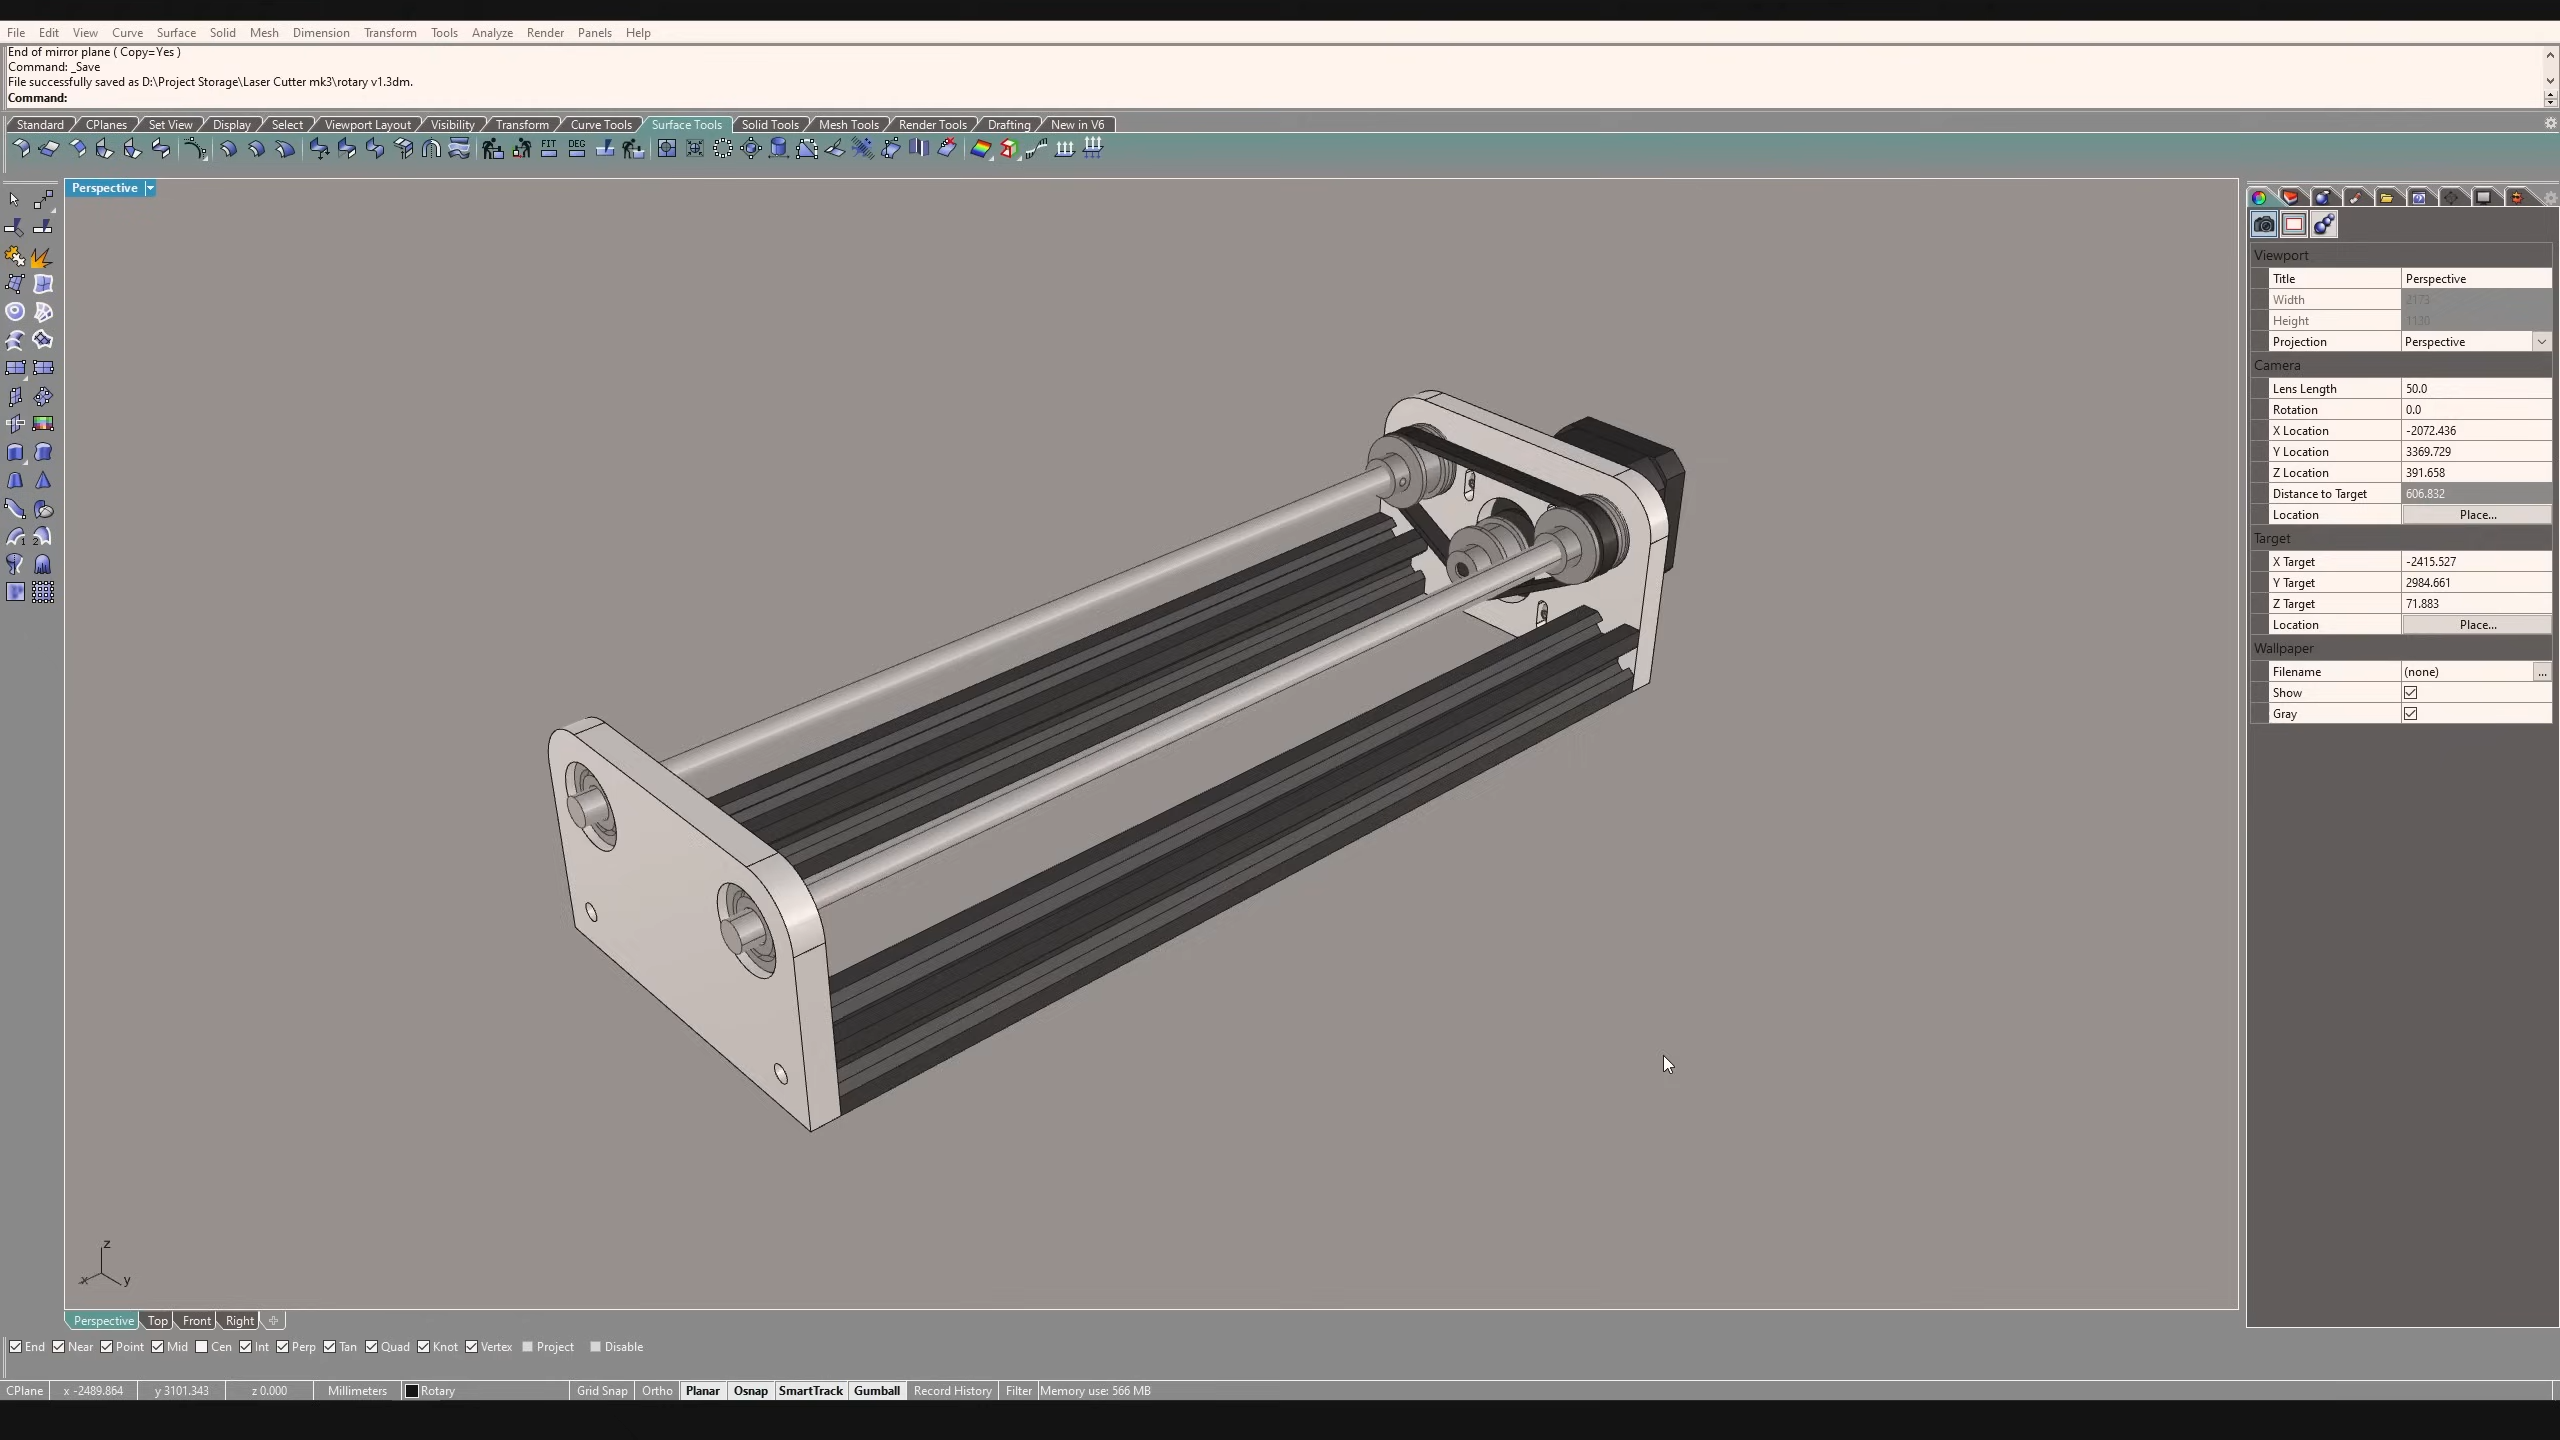 File Edit View Curve Surface Solid Mesh Dimension Transform Tools Analyze Render Panels Help
End of mirror plane ( Copy=Yes )
Command: _Save
File successfully saved as D:\Project Storage\Laser Cutter mk3\rotary v1.3dm.
Command:
Standard CPlanes Set View Display Select Viewport Layout Visibility Transform Curve Tools Surface Tools Solid Tools Mesh Tools Render Tools Drafting New in V6
FIT DEG
Perspective
Viewport
Title Perspective
Width 2173
Height 1130
Projection Perspective
Camera
Lens Length 50.0
Rotation 0.0
X Location -2072.436
Y Location 3369.729
Z Location 391.658
Distance to Target 606.832
Location Place...
Target
X Target -2415.527
Y Target 2984.661
Z Target 71.883
Location Place...
Wallpaper
Filename (none) ...
Show
Gray
z
x y
Perspective Top Front Right
End Near Point Mid Cen Int Perp Tan Quad Knot Vertex Project Disable
CPlane x -2489.864 y 3101.343 z 0.000 Millimeters Rotary Grid Snap Ortho Planar Osnap SmartTrack Gumball Record History Filter Memory use: 566 MB